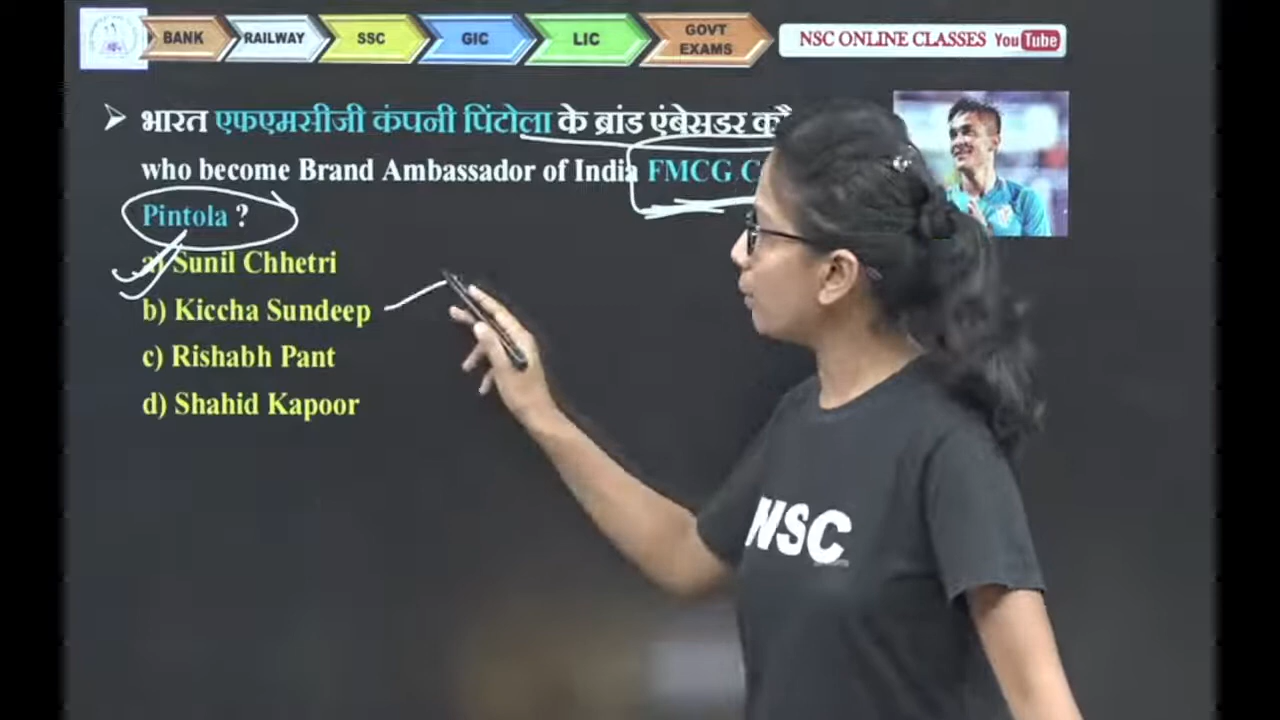 BANK
RAILWAY
SSC
GIC
LIC
GOVT
EXAMS
NSC ONLINE CLASSES YouTube
भारत एफएमसीजी कंपनी पिंटोला के ब्रांड एंबेसडर
who become Brand Ambassador of India FMCG
Pintola ?
a) Sunil Chhetri
b) Kiccha Sundeep
c) Rishabh Pant
d) Shahid Kapoor
NSC